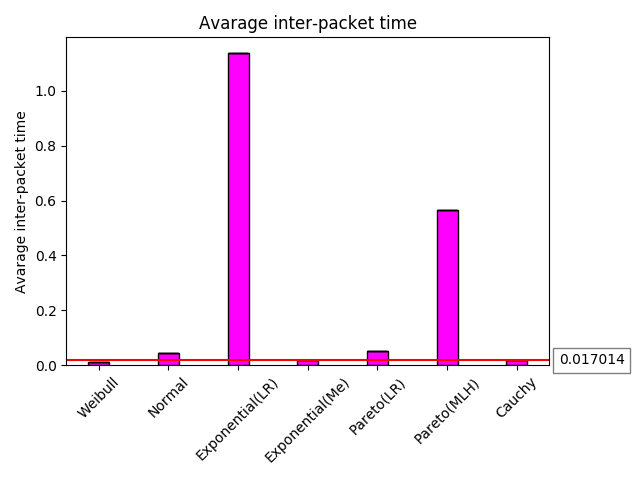 Avarage inter-packet time
Avarage inter-packet time
1.0
0.8
0.6
0.4
0.2
0.0
0.017014
Weibull
Normal
Exponential(LR)
Exponential(Me)
Pareto(LR)
Pareto(MLH)
Cauchy